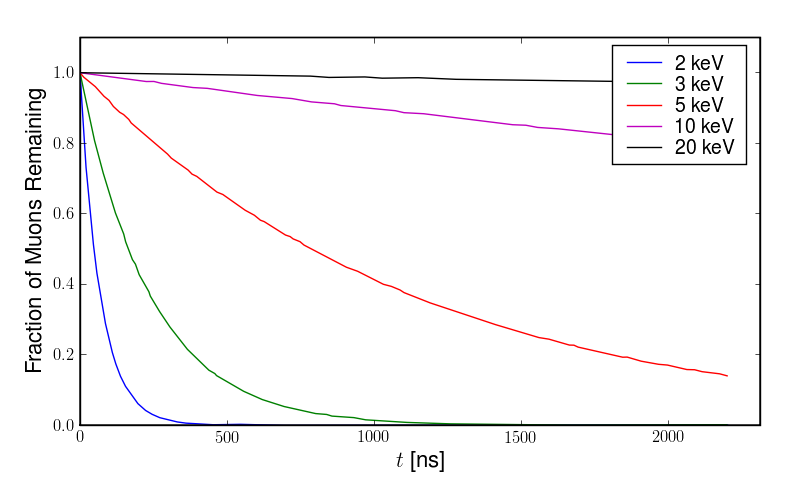 1.0
0.8
0.6
0.4
0.2
0.0
Fraction of Muons Remaining
2 keV
3 keV
5 keV
10 keV
20 keV
0
500
1000
1500
2000
t [ns]